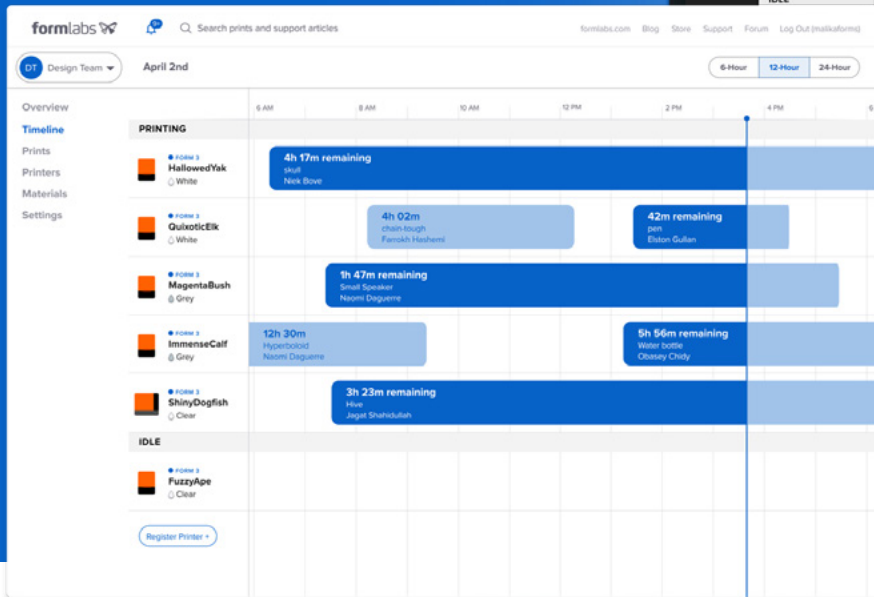 IDLE
formlabs
9+
Search prints and support articles
formlabs.com Blog Store Support Forum Log Out (malikaforms)
DT Design Team
April 2nd
6-Hour 12-Hour 24-Hour
Overview
Timeline
Prints
Printers
Materials
Settings
6 AM 8 AM 10 AM 12 PM 2 PM 4 PM 6
PRINTING
FORM 3
HallowedYak
White
4h 17m remaining
skull
Niek Bove
FORM 3
QuixoticElk
White
4h 02m
chain-tough
Farrokh Hashemi
42m remaining
pen
Elston Gullan
FORM 3
MagentaBush
Grey
1h 47m remaining
Small Speaker
Naomi Daguerre
FORM 3
ImmenseCalf
Grey
12h 30m
Hyperboloid
Naomi Daguerre
5h 56m remaining
Water bottle
Obasey Chidy
FORM 3
ShinyDogfish
Clear
3h 23m remaining
Hive
Jagat Shahidullah
IDLE
FORM 3
FuzzyApe
Clear
Register Printer +